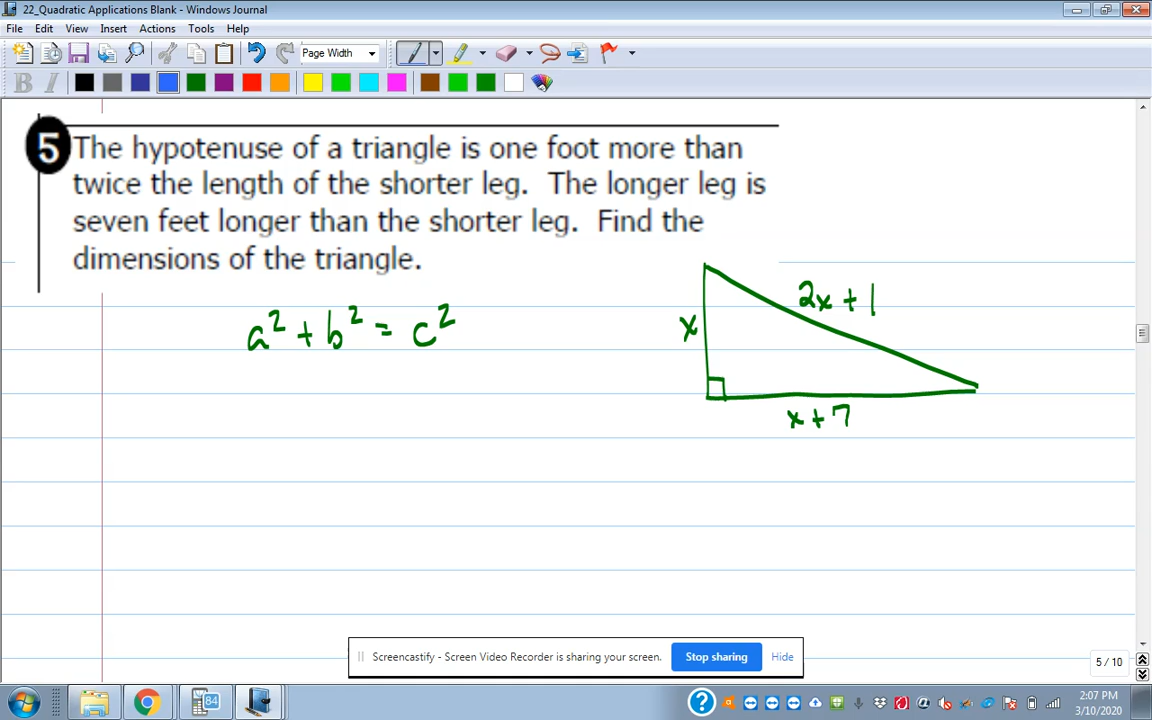 22_Quadratic Applications Blank - Windows Journal
File Edit View Insert Actions Tools Help
Page Width
B I
5 The hypotenuse of a triangle is one foot more than
twice the length of the shorter leg. The longer leg is
seven feet longer than the shorter leg. Find the
dimensions of the triangle.
a² + b² = c²
2x + 1
x
x + 7
Screencastify - Screen Video Recorder is sharing your screen. Stop sharing Hide
5 / 10
84
2:07 PM
3/10/2020